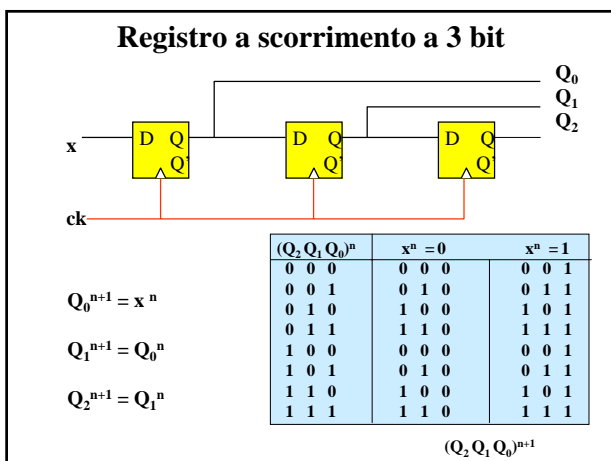 Registro a scorrimento a 3 bit
Q₀
Q₁
Q₂
x
D Q
Q'
D Q
Q'
D Q
Q'
ck
(Q₂ Q₁ Q₀)ⁿ xⁿ = 0 xⁿ = 1
0 0 0 0 0 0 0 0 1
0 0 1 0 1 0 0 1 1
0 1 0 1 0 0 1 0 1
0 1 1 1 1 0 1 1 1
1 0 0 0 0 0 0 0 1
1 0 1 0 1 0 0 1 1
1 1 0 1 0 0 1 0 1
1 1 1 1 1 0 1 1 1
(Q₂ Q₁ Q₀)ⁿ⁺¹
Q₀ⁿ⁺¹ = x ⁿ
Q₁ⁿ⁺¹ = Q₀ⁿ
Q₂ⁿ⁺¹ = Q₁ⁿ